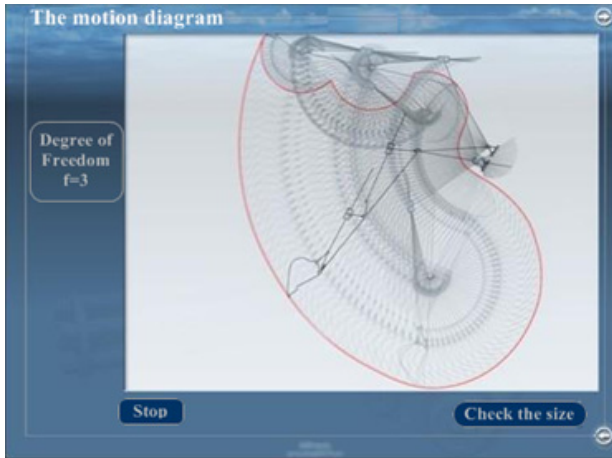 The motion diagram
Degree of
Freedom
f=3
Stop
Check the size